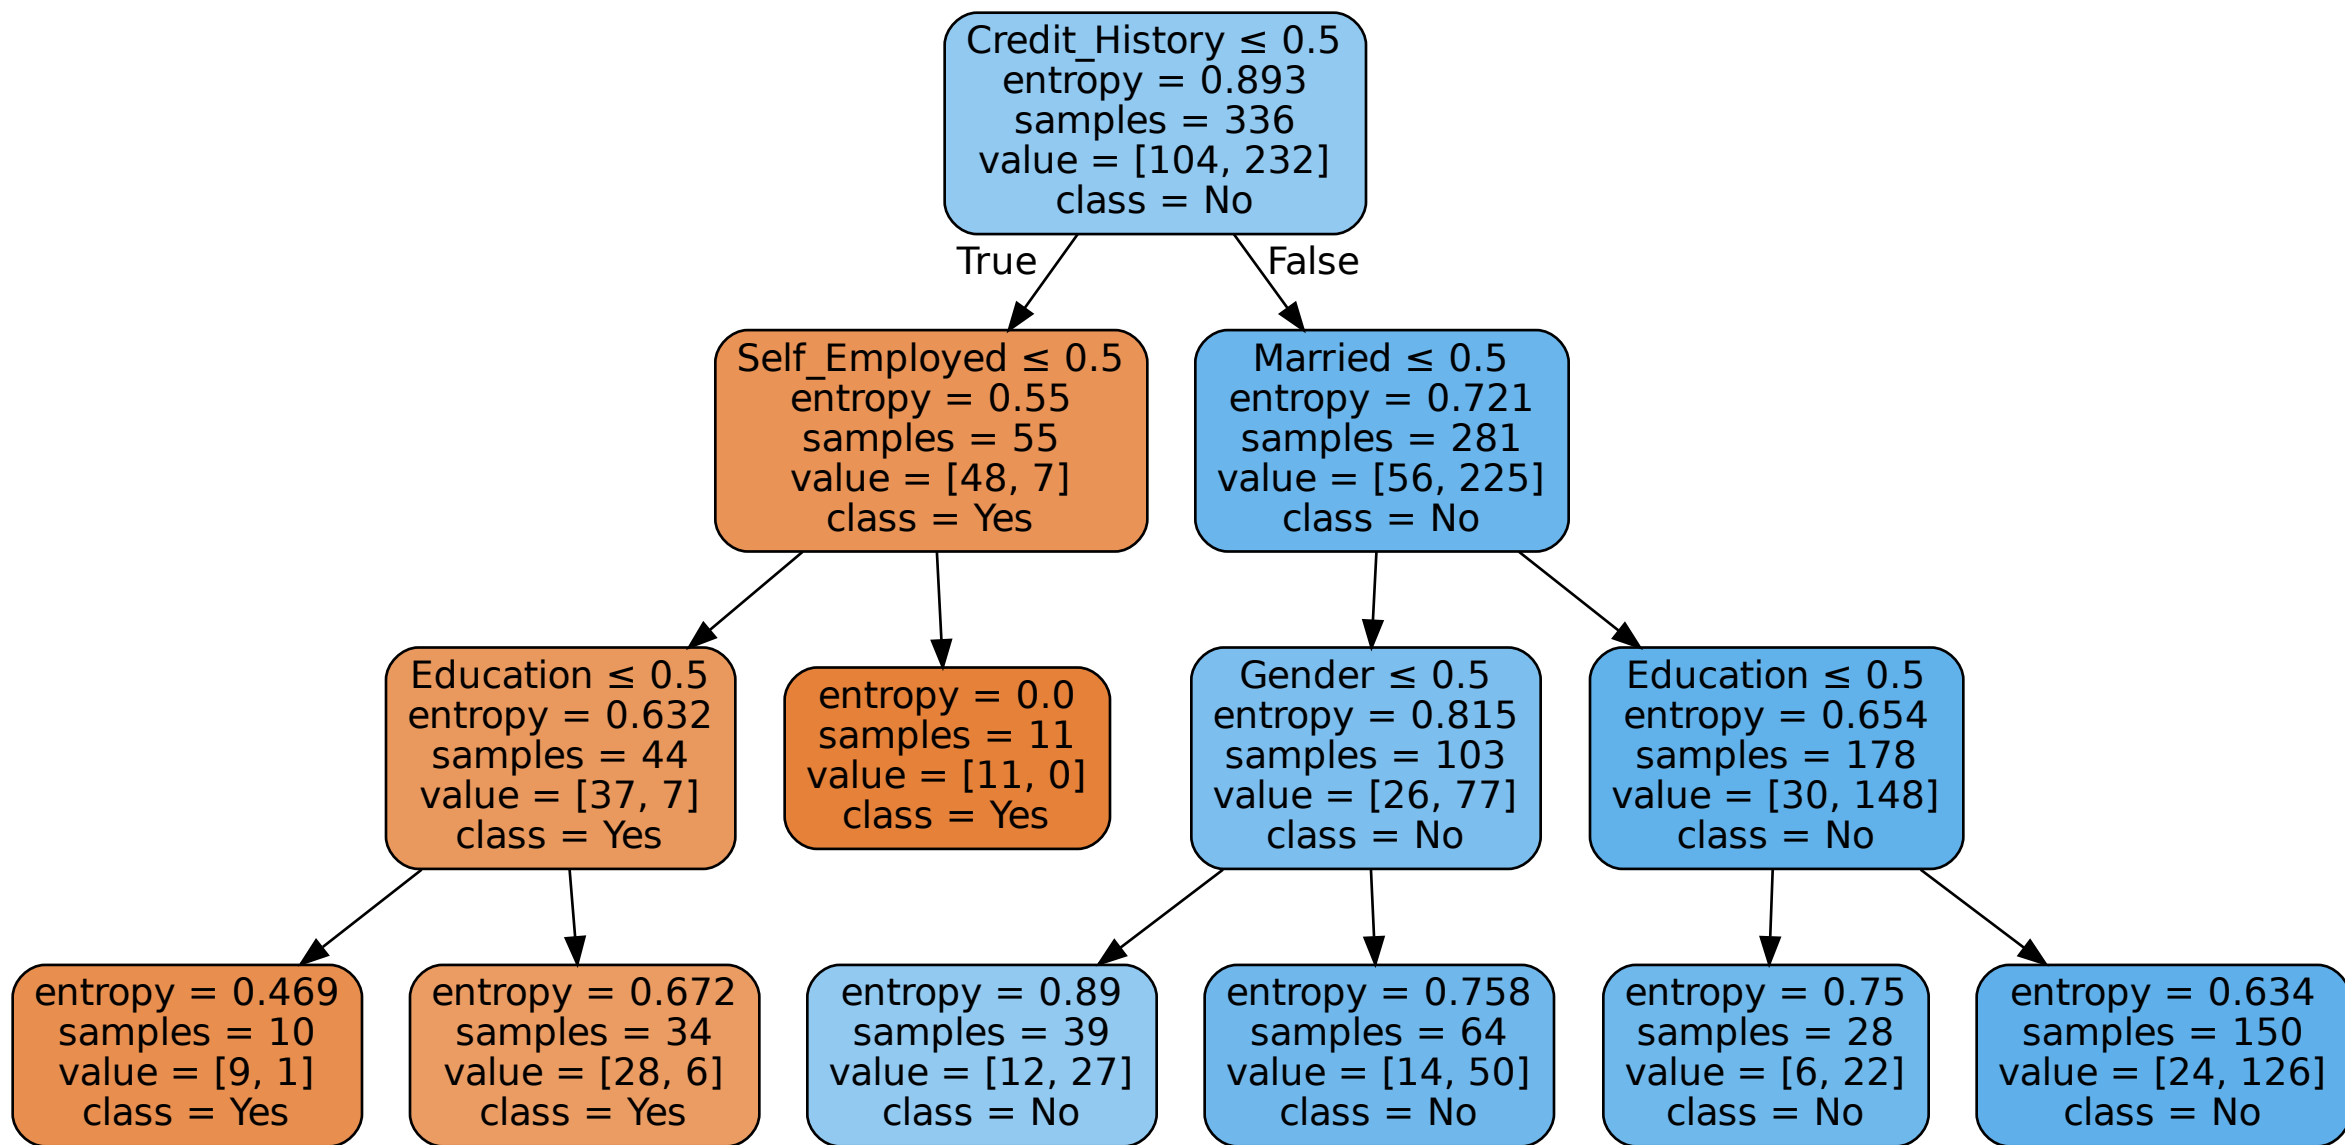 Credit_History ≤ 0.5
entropy = 0.893
samples = 336
value = [104, 232]
class = No
True
False
Self_Employed ≤ 0.5
entropy = 0.55
samples = 55
value = [48, 7]
class = Yes
Married ≤ 0.5
entropy = 0.721
samples = 281
value = [56, 225]
class = No
Education ≤ 0.5
entropy = 0.632
samples = 44
value = [37, 7]
class = Yes
entropy = 0.0
samples = 11
value = [11, 0]
class = Yes
Gender ≤ 0.5
entropy = 0.815
samples = 103
value = [26, 77]
class = No
Education ≤ 0.5
entropy = 0.654
samples = 178
value = [30, 148]
class = No
entropy = 0.469
samples = 10
value = [9, 1]
class = Yes
entropy = 0.672
samples = 34
value = [28, 6]
class = Yes
entropy = 0.89
samples = 39
value = [12, 27]
class = No
entropy = 0.758
samples = 64
value = [14, 50]
class = No
entropy = 0.75
samples = 28
value = [6, 22]
class = No
entropy = 0.634
samples = 150
value = [24, 126]
class = No